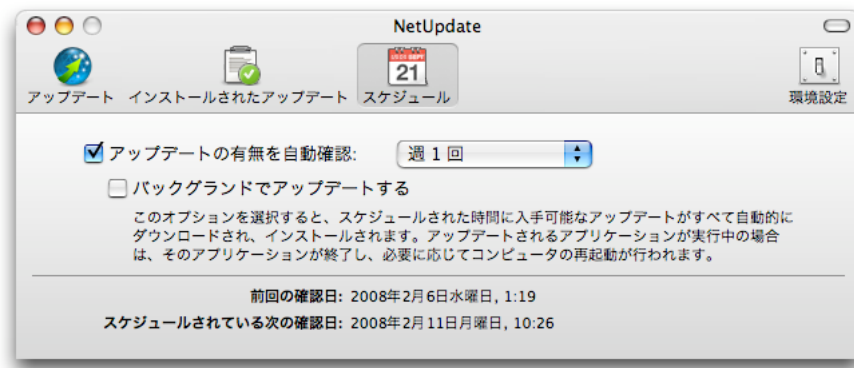 NetUpdate
21
アップデート インストールされたアップデート スケジュール 環境設定
アップデートの有無を自動確認: 週 1 回
バックグランドでアップデートする
このオプションを選択すると、スケジュールされた時間に入手可能なアップデートがすべて自動的に
ダウンロードされ、インストールされます。アップデートされるアプリケーションが実行中の場合
は、そのアプリケーションが終了し、必要に応じてコンピュータの再起動が行われます。
前回の確認日: 2008年2月6日水曜日, 1:19
スケジュールされている次の確認日: 2008年2月11日月曜日, 10:26